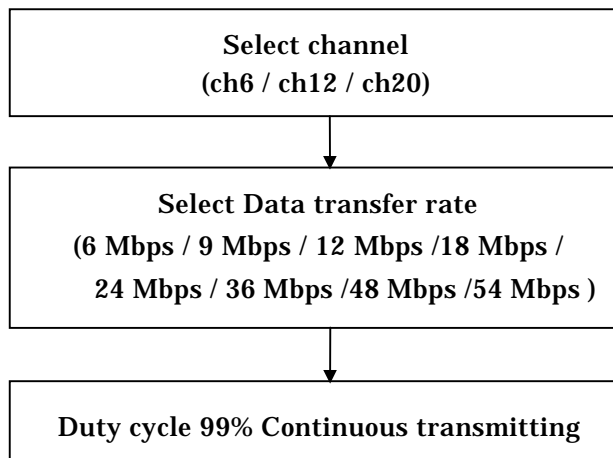 Select channel
(ch6 / ch12 / ch20)
Select Data transfer rate
(6 Mbps / 9 Mbps / 12 Mbps /18 Mbps /
24 Mbps / 36 Mbps /48 Mbps /54 Mbps )
Duty cycle 99% Continuous transmitting